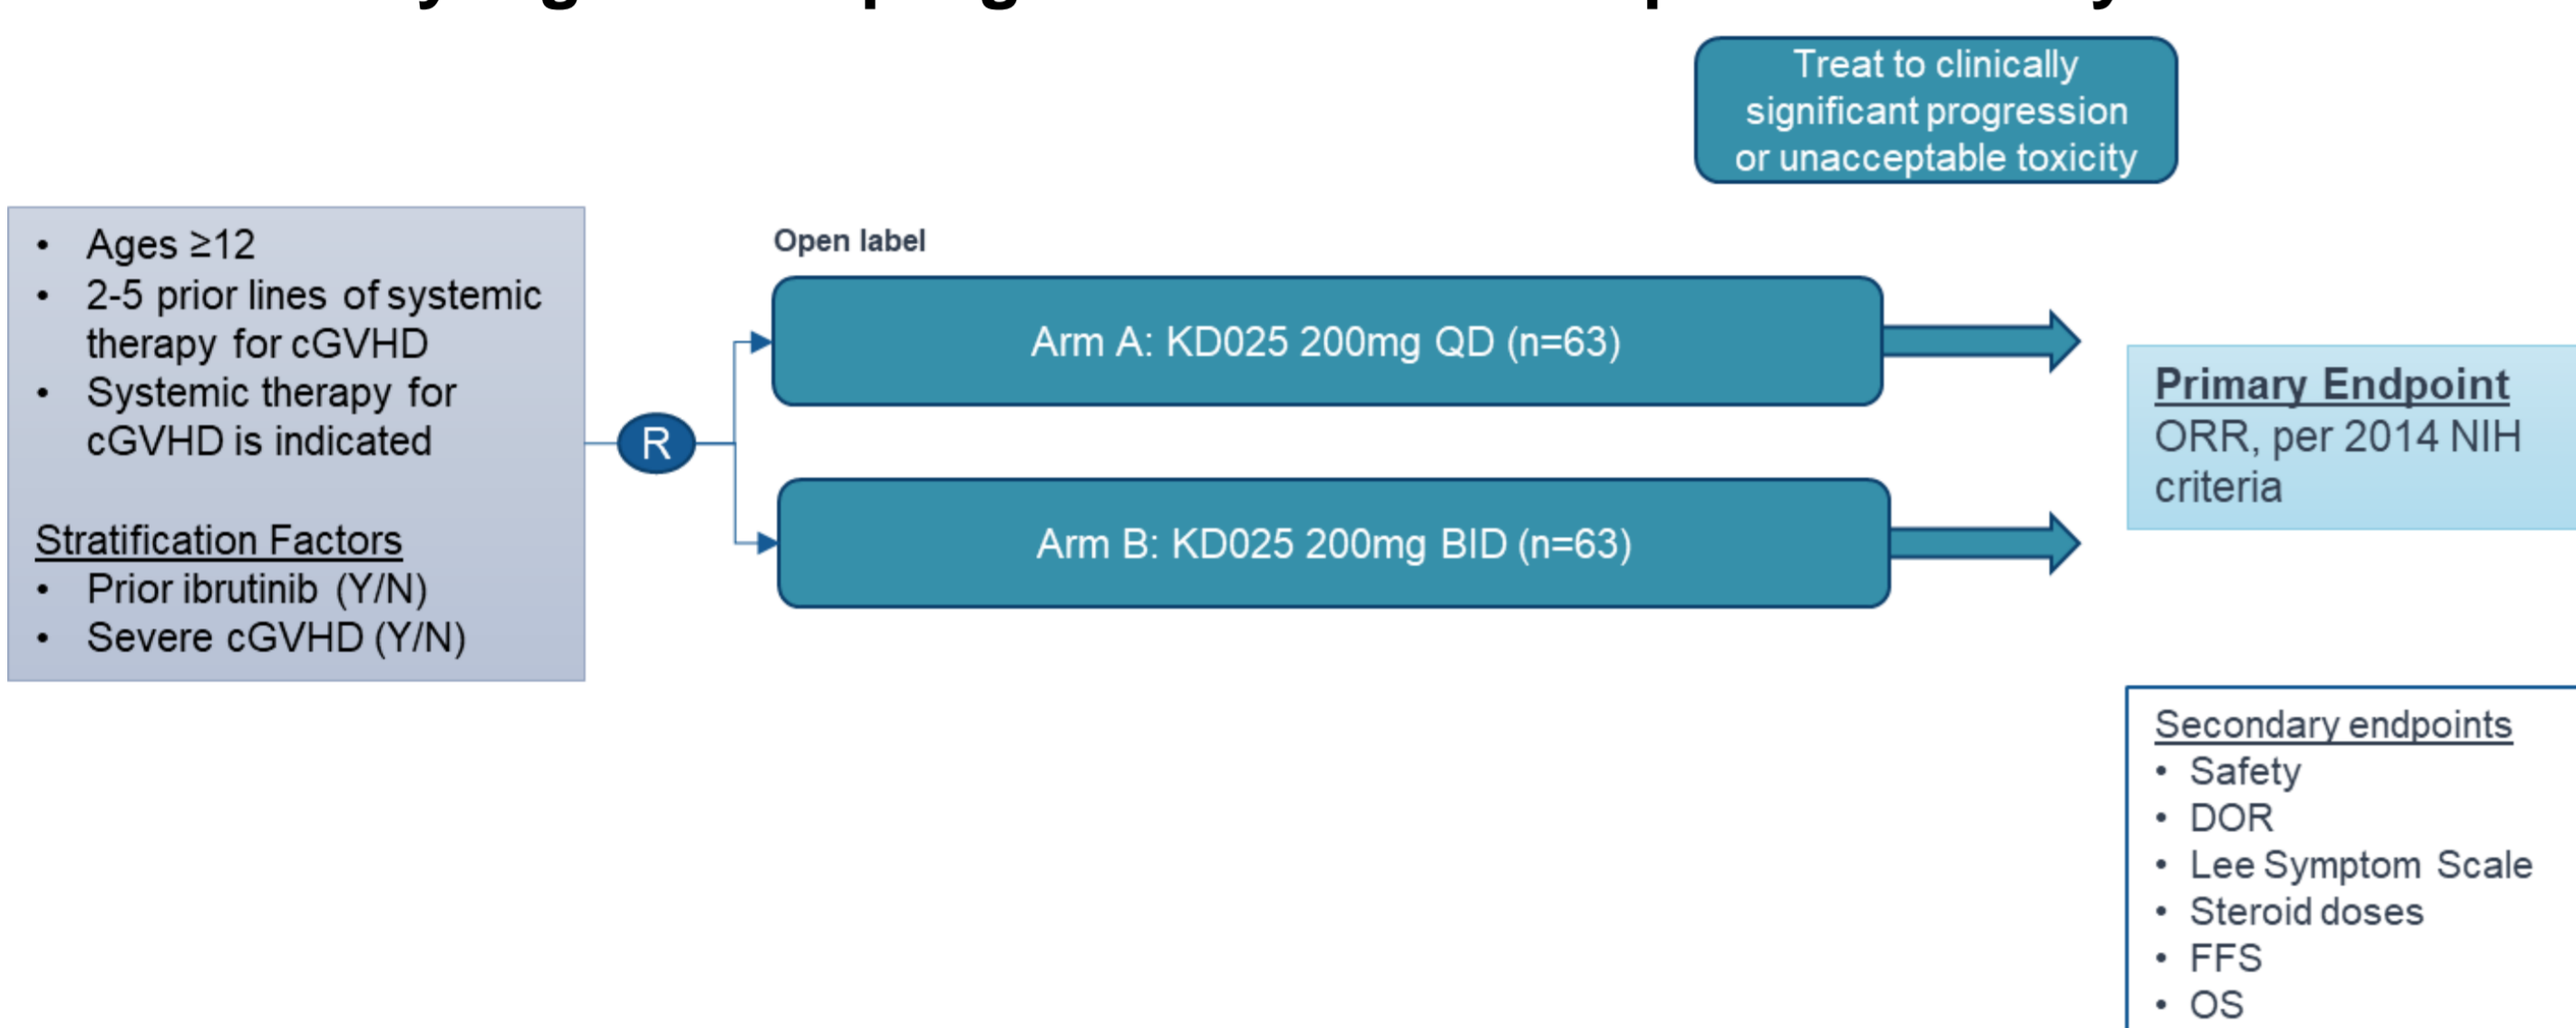 Treat to clinically
significant progression
or unacceptable toxicity
• Ages ≥12
• 2-5 prior lines of systemic
therapy for cGVHD
• Systemic therapy for
cGVHD is indicated
Stratification Factors
• Prior ibrutinib (Y/N)
• Severe cGVHD (Y/N)
R
Open label
Arm A: KD025 200mg QD (n=63)
Arm B: KD025 200mg BID (n=63)
Primary Endpoint
ORR, per 2014 NIH
criteria
Secondary endpoints
• Safety
• DOR
• Lee Symptom Scale
• Steroid doses
• FFS
• OS